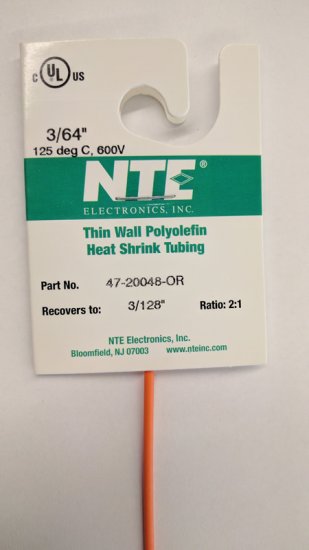 c UL US
3/64"
125 deg C, 600V
NTE®
ELECTRONICS, INC.
Thin Wall Polyolefin
Heat Shrink Tubing
Part No. 47-20048-OR
Recovers to: 3/128" Ratio: 2:1
NTE Electronics, Inc.
Bloomfield, NJ 07003 www.nteinc.com